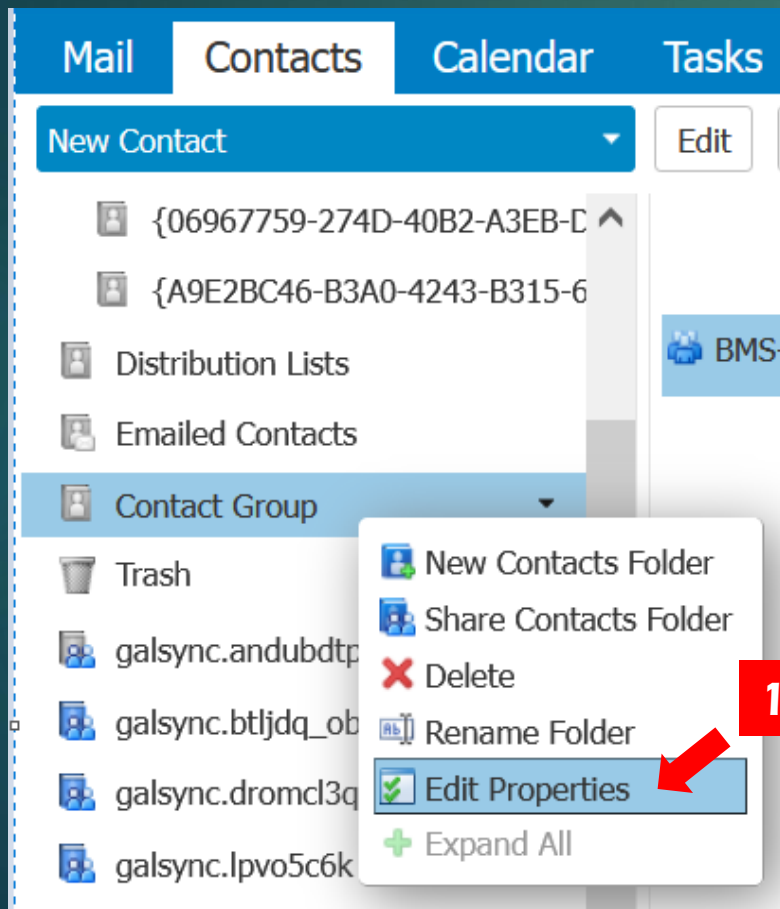 Mail Contacts Calendar Tasks
New Contact Edit
{06967759-274D-40B2-A3EB-D
{A9E2BC46-B3A0-4243-B315-6
Distribution Lists
BMS-
Emailed Contacts
Contact Group
Trash
galsync.andubdtp
galsync.btljdq_ob
galsync.dromcl3q
galsync.lpvo5c6k
New Contacts Folder
Share Contacts Folder
Delete
Rename Folder
Edit Properties
Expand All
1